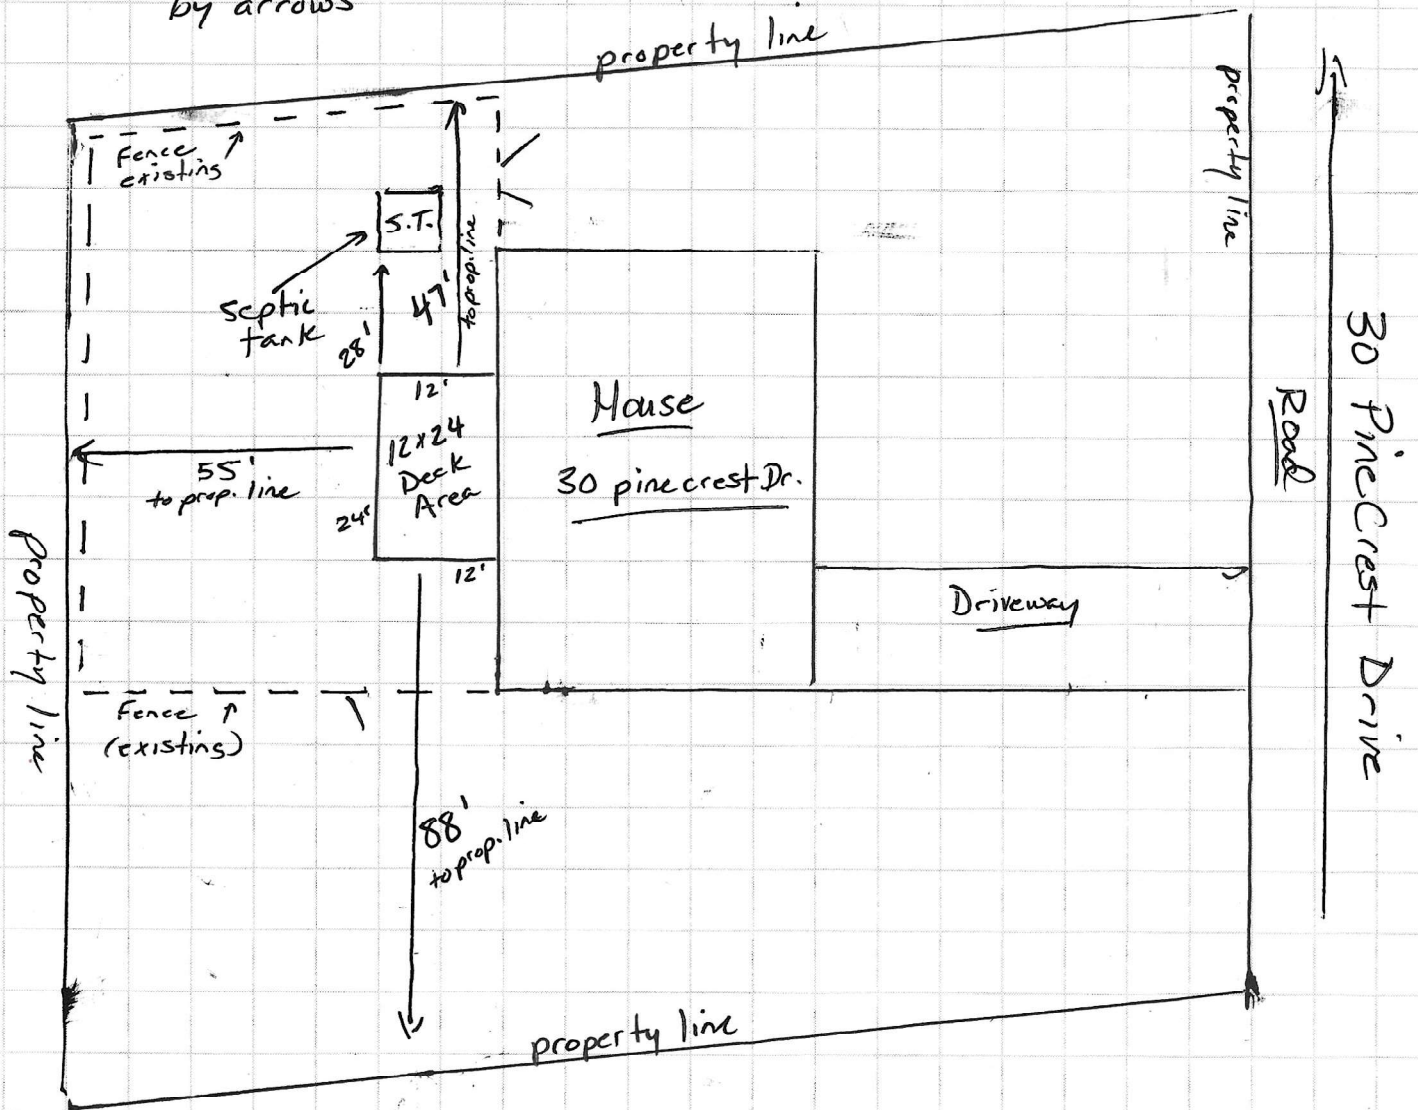 by arrows
property line
property line
Fence
existing
S.T.
septic
tank
47'
to prop. line
28'
12'
12x24
Deck
Area
24'
12'
55'
to prop. line
House
30 pinecrest Dr.
Driveway
Road
30 PineCrest Drive
property line
Fence
(existing)
88'
to prop. line
property line